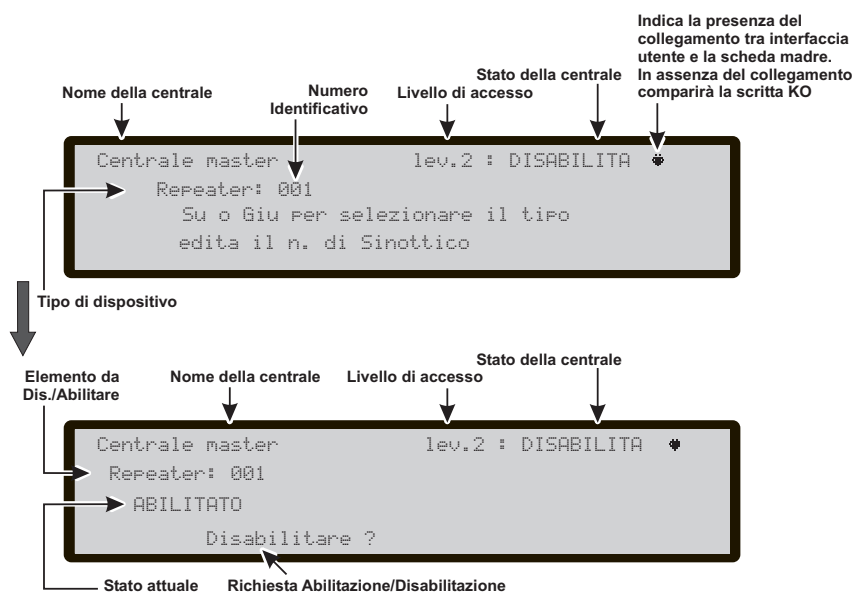 Indica la presenza del
collegamento tra interfaccia
utente e la scheda madre.
In assenza del collegamento
comparirà la scritta KO
Nome della centrale
Numero
Identificativo
Livello di accesso
Stato della centrale
Centrale master lev.2 : DISABILITA
Repeater: 001
Su o Giu per selezionare il tipo
edita il n. di Sinottico
Tipo di dispositivo
Elemento da
Dis./Abilitare
Nome della centrale
Livello di accesso
Stato della centrale
Centrale master lev.2 : DISABILITA
Repeater: 001
ABILITATO
Disabilitare ?
Stato attuale
Richiesta Abilitazione/Disabilitazione